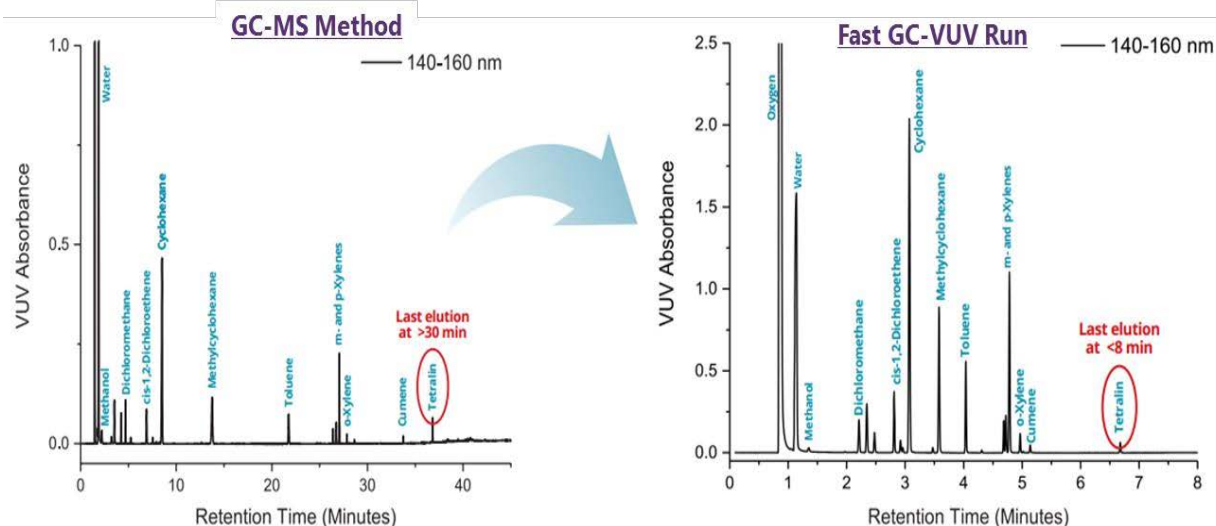 GC-MS Method
140-160 nm
1.0
0.5
0.0
VUV Absorbance
Water
Methanol
Dichloromethane
cis-1,2-Dichloroethene
Cyclohexane
Methylcyclohexane
Toluene
m- and p-Xylenes
o-Xylene
Cumene
Last elution
at >30 min
Tetralin
0 10 20 30 40
Retention Time (Minutes)
Fast GC-VUV Run
140-160 nm
2.5
2.0
1.5
1.0
0.5
0.0
VUV Absorbance
Oxygen
Water
Methanol
Dichloromethane
cis-1,2-Dichloroethene
Cyclohexane
Methylcyclohexane
Toluene
m- and p-Xylenes
o-Xylene
Cumene
Last elution
at <8 min
Tetralin
0 1 2 3 4 5 6 7 8
Retention Time (Minutes)